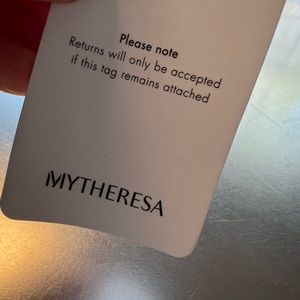 Please note
Returns will only be accepted
if this tag remains attached
MYTHERESA